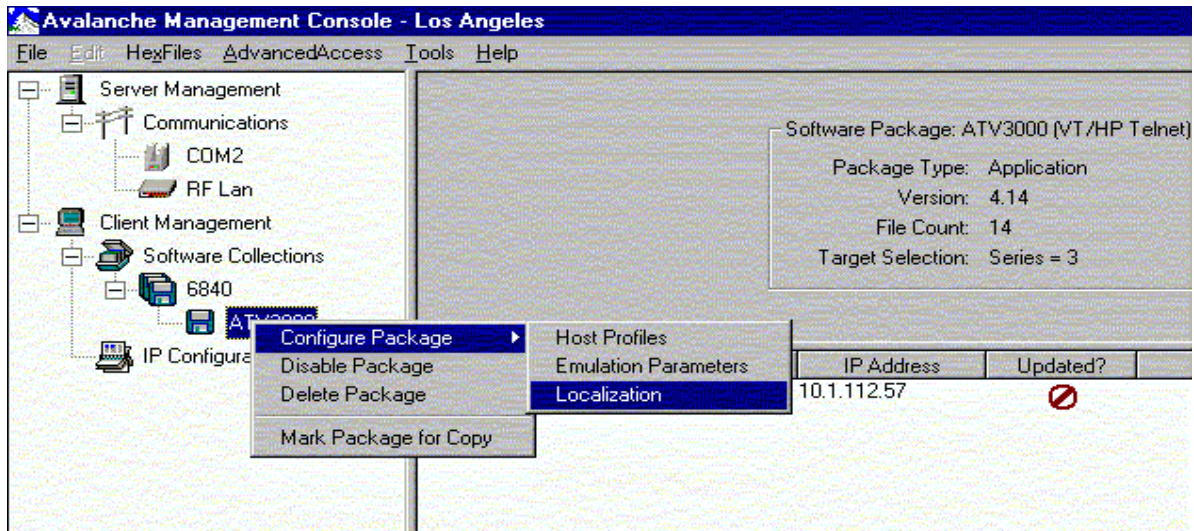 Avalanche Management Console - Los Angeles
File Edit HexFiles AdvancedAccess Tools Help
Server Management
Communications
COM2
RF Lan
Client Management
Software Collections
6840
IP Configura
Configure Package
Disable Package
Delete Package
Mark Package for Copy
Host Profiles
Emulation Parameters
Localization
Software Package: ATV3000 (VT/HP Telnet)
Package Type: Application
Version: 4.14
File Count: 14
Target Selection: Series = 3
IP Address Updated?
10.1.112.57